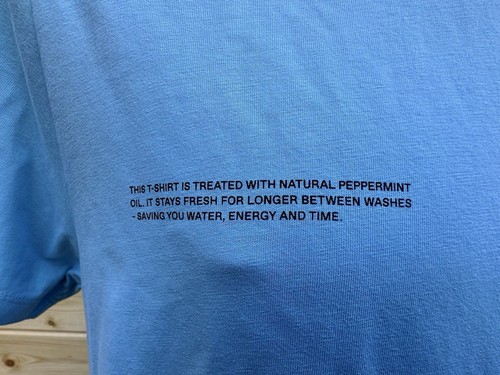 THIS T-SHIRT IS TREATED WITH NATURAL PEPPERMINT
OIL. IT STAYS FRESH FOR LONGER BETWEEN WASHES
- SAVING YOU WATER, ENERGY AND TIME.